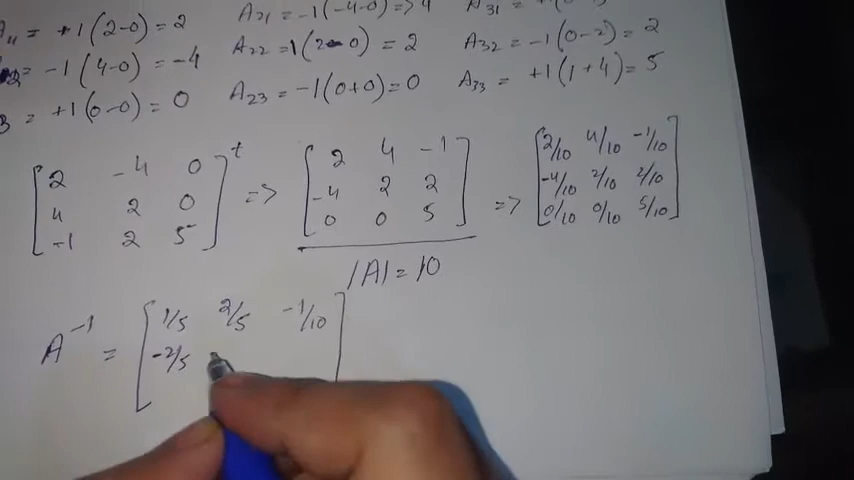 A₁₁ = +1(2-0) = 2
A₂₁ = -1(-4-0) => 4
A₃₁
= -1(4-0) = -4
A₂₂ = 1(2-0) = 2
A₃₂ = -1(0-2) = 2
3 = +1(0-0) = 0
A₂₃ = -1(0+0) = 0
A₃₃ = +1(1+4) = 5
[2 -4 0]ᵗ => [2 4 -1] => [2/10 4/10 -1/10]
[4 2 0] [-4 2 2] [-4/10 2/10 2/10]
[-1 2 5] [0 0 5] [0/10 0/10 5/10]
|A| = 10
A⁻¹ = [1/5 2/5 -1/10]
-2/5